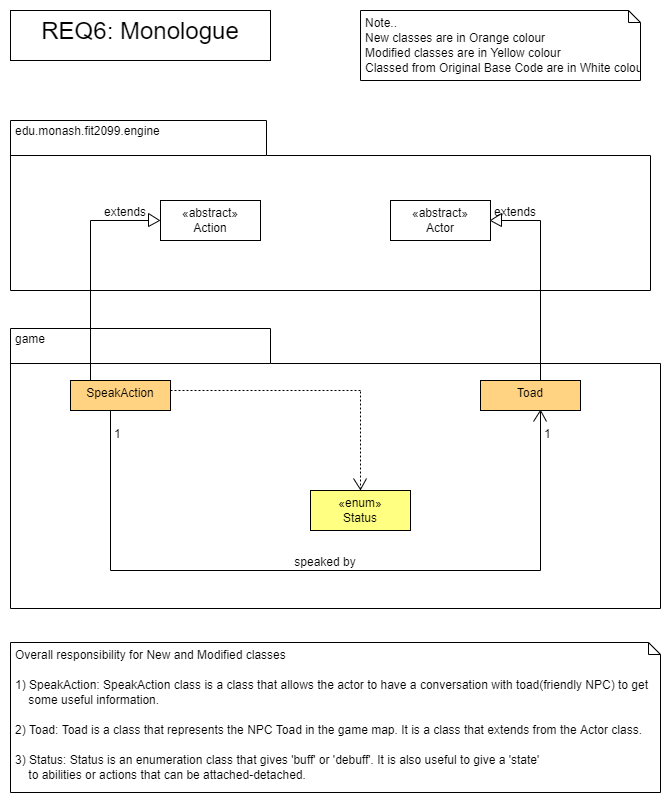 REQ6: Monologue
Note..
New classes are in Orange colour
Modified classes are in Yellow colour
Classed from Original Base Code are in White colou
edu.monash.fit2099.engine
extends
«abstract»
Action
«abstract»
Actor
extends
game
SpeakAction
Toad
1
1
«enum»
Status
speaked by
Overall responsibility for New and Modified classes
1) SpeakAction: SpeakAction class is a class that allows the actor to have a conversation with toad(friendly NPC) to get
some useful information.
2) Toad: Toad is a class that represents the NPC Toad in the game map. It is a class that extends from the Actor class.
3) Status: Status is an enumeration class that gives 'buff' or 'debuff'. It is also useful to give a 'state'
to abilities or actions that can be attached-detached.